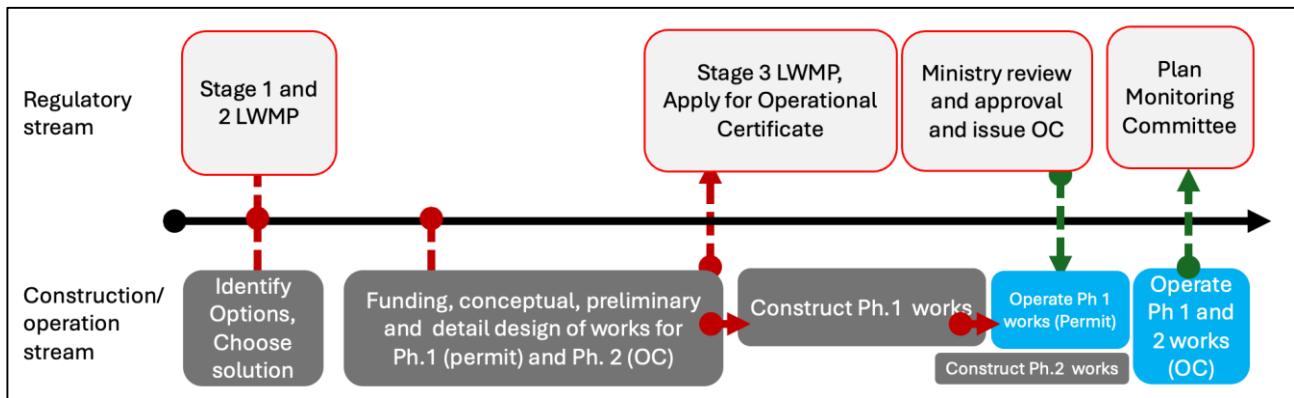 Regulatory
stream
Stage 1 and
2 LWMP
Stage 3 LWMP,
Apply for Operational
Certificate
Ministry review
and approval
and issue OC
Plan
Monitoring
Committee
Construction/
operation
stream
Identify
Options,
Choose
solution
Funding, conceptual, preliminary
and detail design of works for
Ph.1 (permit) and Ph. 2 (OC)
Construct Ph.1 works
Operate Ph 1
works (Permit)
Construct Ph.2 works
Operate
Ph 1 and
2 works
(OC)